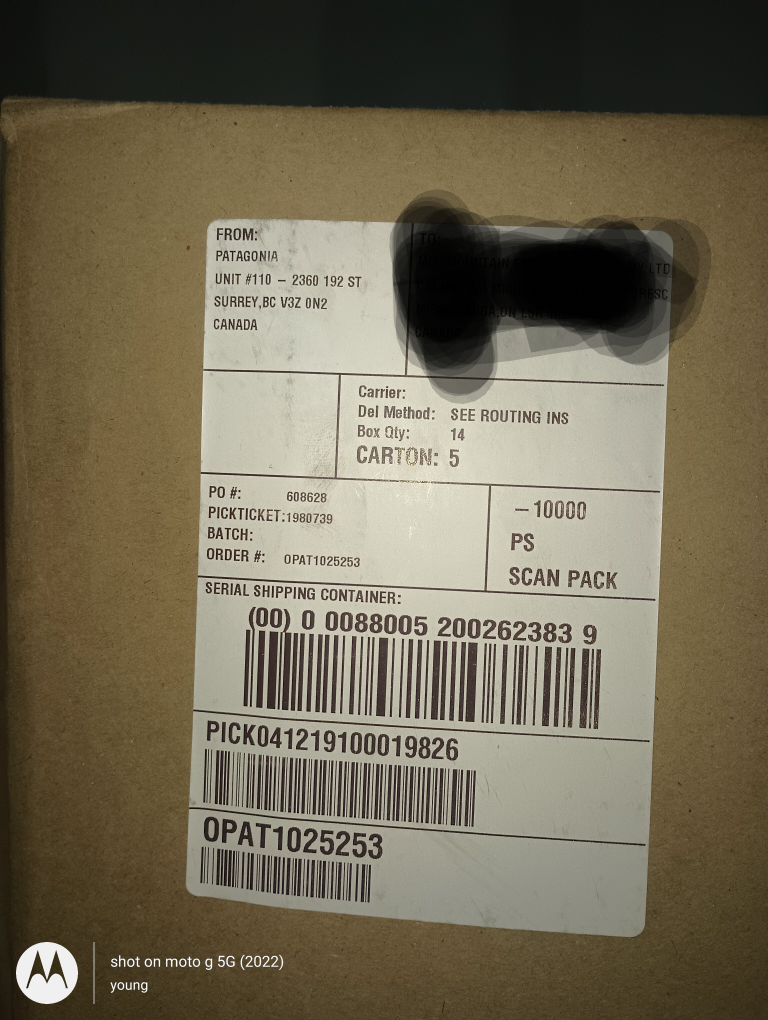 FROM:
PATAGONIA
UNIT #110 – 2360 192 ST
SURREY,BC V3Z 0N2
CANADA
TO:
LTD
Carrier:
Del Method: SEE ROUTING INS
Box Qty: 14
CARTON: 5
PO #: 608628
PICKTICKET:1980739
BATCH:
ORDER #: OPAT1025253
–10000
PS
SCAN PACK
SERIAL SHIPPING CONTAINER:
(00) 0 0088005 200262383 9
PICK041219100019826
OPAT1025253
shot on moto g 5G (2022)
young